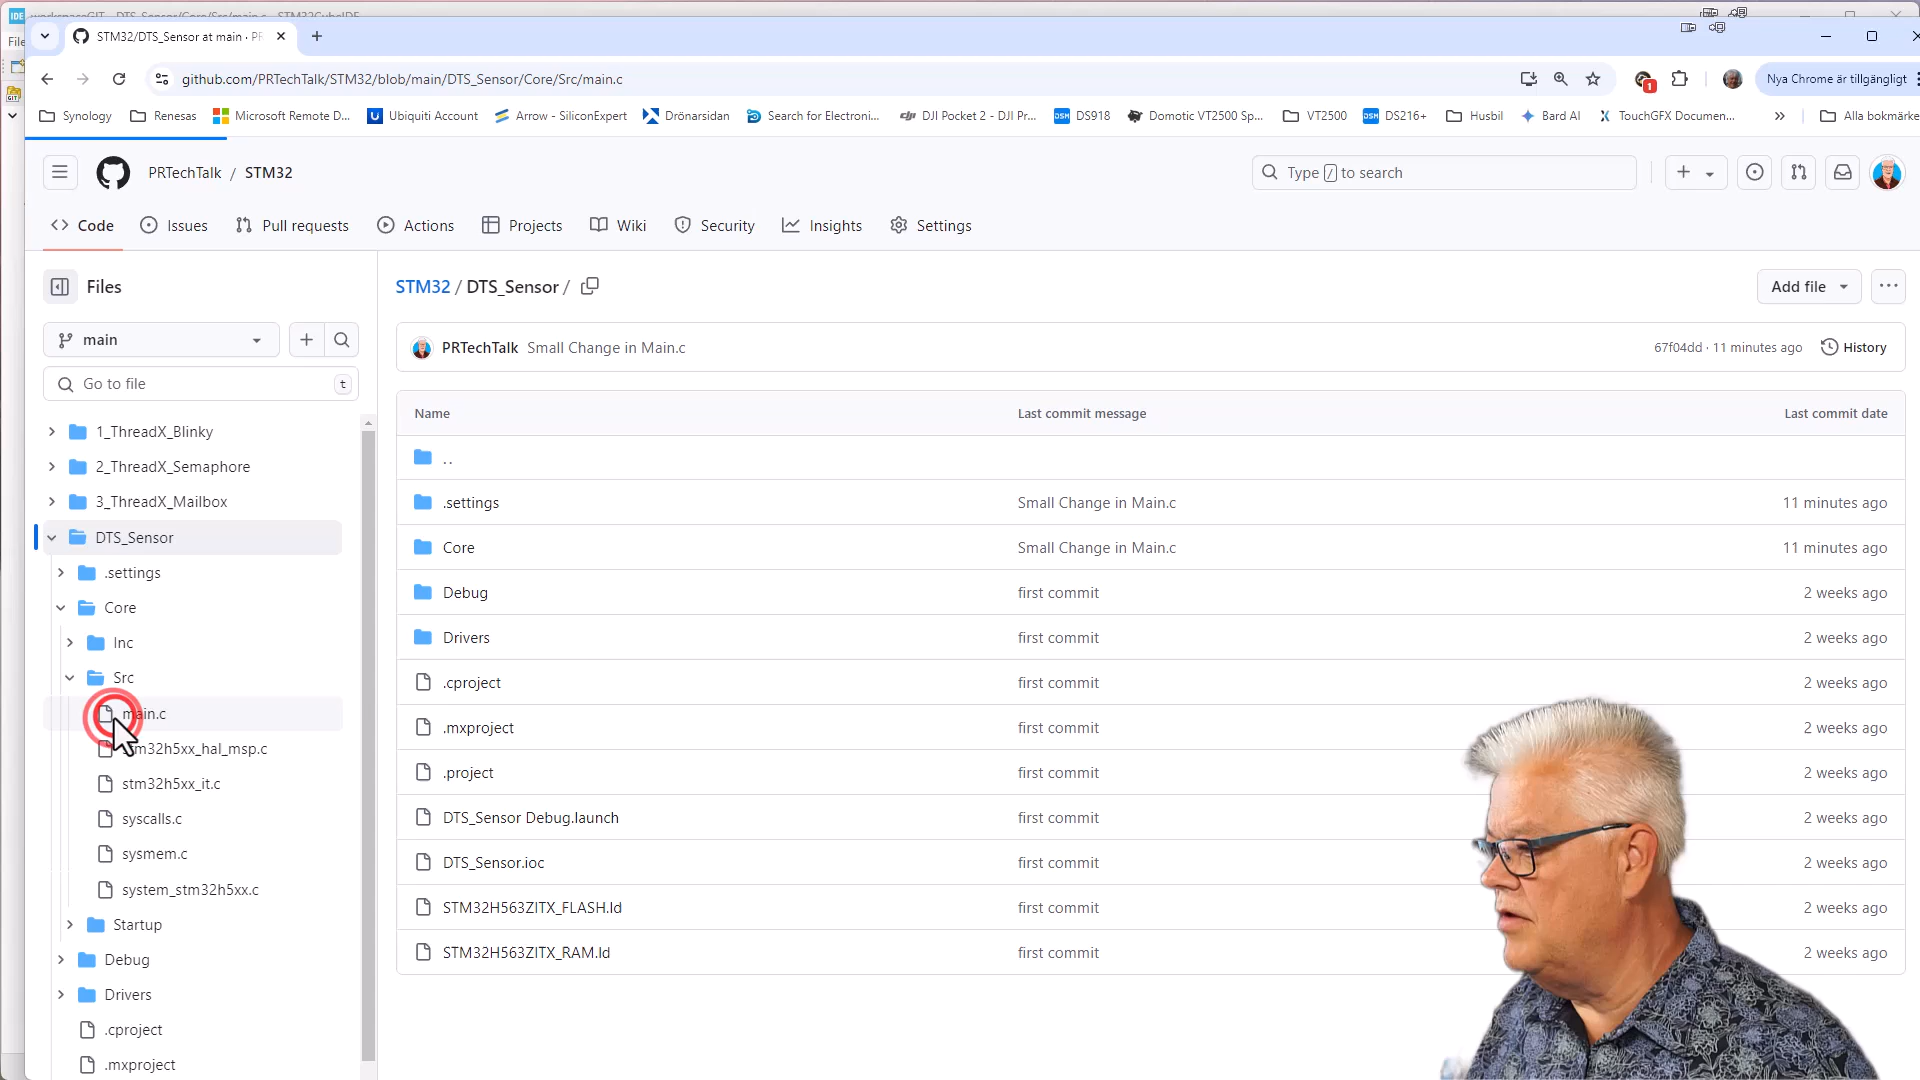 workspaceGIT - DTS_Sensor/Core/Src/main.c - STM32CubeIDE
File
STM32/DTS_Sensor at main · PR
github.com/PRTechTalk/STM32/blob/main/DTS_Sensor/Core/Src/main.c
1
Nya Chrome är tillgängligt
Synology
Renesas
Microsoft Remote D...
Ubiquiti Account
Arrow - SiliconExpert
Drönarsidan
Search for Electroni...
DJI Pocket 2 - DJI Pr...
DS918
Domotic VT2500 Sp...
VT2500
DS216+
Husbil
Bard AI
TouchGFX Documen...
»
Alla bokmärke
PRTechTalk / STM32
Type / to search
Code
Issues
Pull requests
Actions
Projects
Wiki
Security
Insights
Settings
Files
main
Go to file
t
1_ThreadX_Blinky
2_ThreadX_Semaphore
3_ThreadX_Mailbox
DTS_Sensor
.settings
Core
Inc
Src
main.c
stm32h5xx_hal_msp.c
stm32h5xx_it.c
syscalls.c
sysmem.c
system_stm32h5xx.c
Startup
Debug
Drivers
.cproject
.mxproject
STM32 / DTS_Sensor /
Add file
PRTechTalk Small Change in Main.c
67f04dd · 11 minutes ago
History
Name Last commit message Last commit date
..
.settings Small Change in Main.c 11 minutes ago
Core Small Change in Main.c 11 minutes ago
Debug first commit 2 weeks ago
Drivers first commit 2 weeks ago
.cproject first commit 2 weeks ago
.mxproject first commit 2 weeks ago
.project first commit 2 weeks ago
DTS_Sensor Debug.launch first commit 2 weeks ago
DTS_Sensor.ioc first commit 2 weeks ago
STM32H563ZITX_FLASH.ld first commit 2 weeks ago
STM32H563ZITX_RAM.ld first commit 2 weeks ago